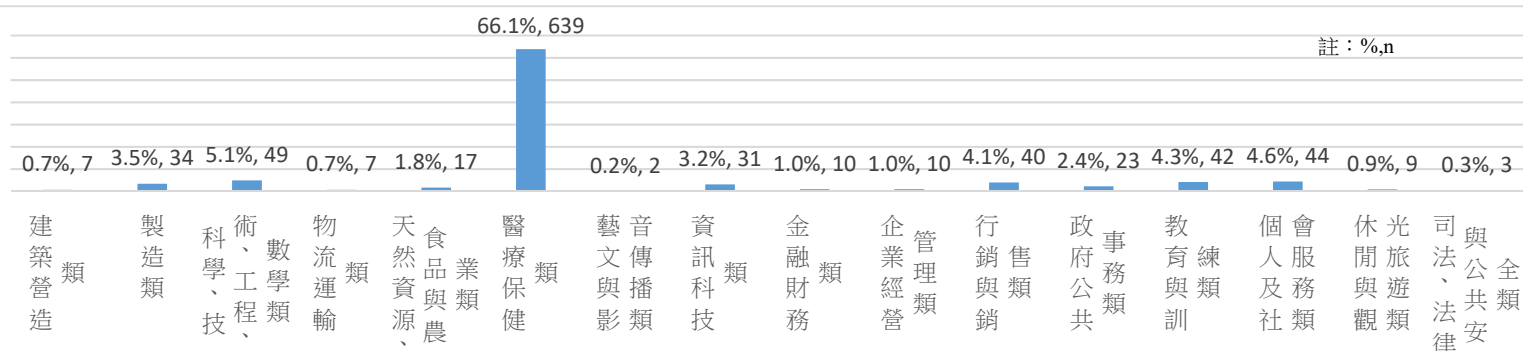 66.1%, 639
註：%,n
0.7%, 7
3.5%, 34
5.1%, 49
0.7%, 7
1.8%, 17
0.2%, 2
3.2%, 31
1.0%, 10
1.0%, 10
4.1%, 40
2.4%, 23
4.3%, 42
4.6%, 44
0.9%, 9
0.3%, 3
建築營造
類
製造類
科學、技
術、工程、
數學類
物流運輸
類
天然資源、
食品與農
業類
醫療保健
類
藝文與影
音傳播類
資訊科技
類
金融財務
類
企業經營
管理類
行銷與銷
售類
政府公共
事務類
教育與訓
練類
個人及社
會服務類
休閒與觀
光旅遊類
司法、法律
與公共安
全類